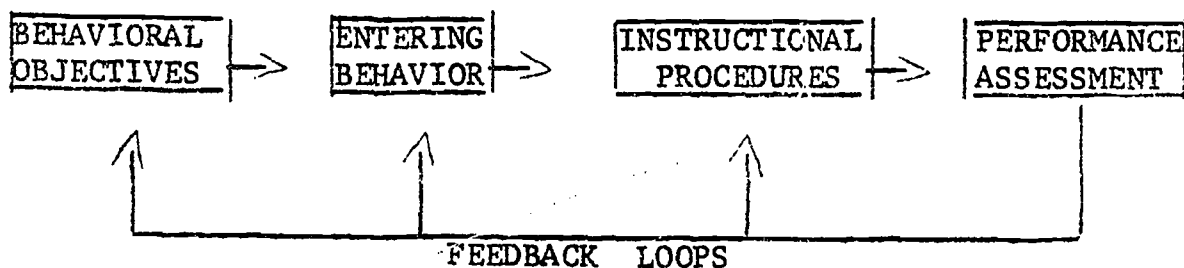 BEHAVIORAL
OBJECTIVES
ENTERING
BEHAVIOR
INSTRUCTIONAL
PROCEDURES
PERFORMANCE
ASSESSMENT
FEEDBACK LOOPS